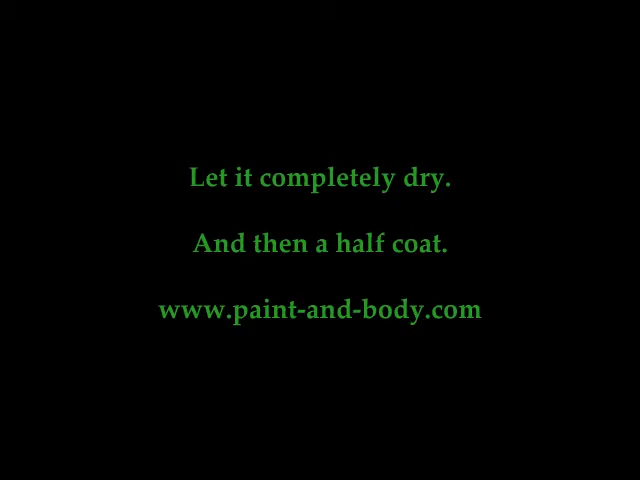 Let it completely dry.
And then a half coat.
www.paint-and-body.com